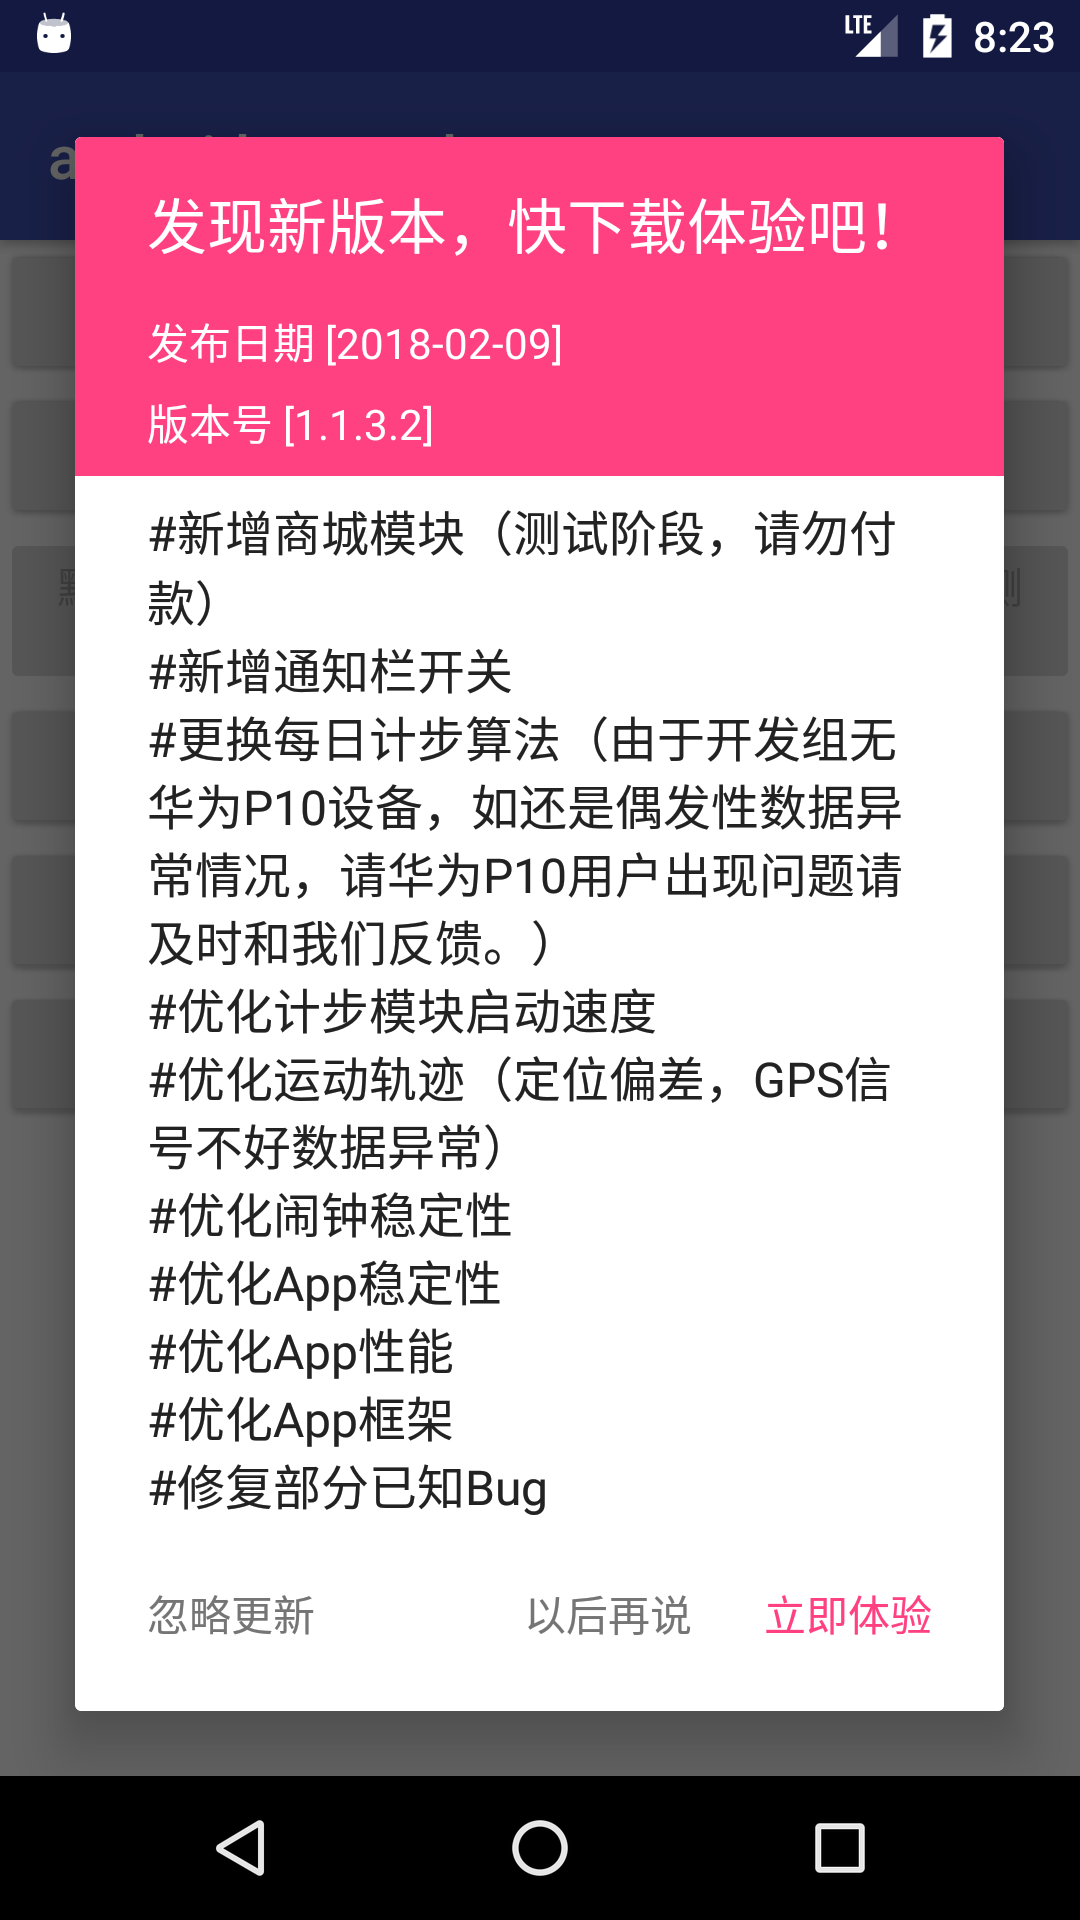 LTE 8:23
发现新版本，快下载体验吧！
发布日期 [2018-02-09]
版本号 [1.1.3.2]
#新增商城模块（测试阶段，请勿付
款）
#新增通知栏开关
#更换每日计步算法（由于开发组无
华为P10设备，如还是偶发性数据异
常情况，请华为P10用户出现问题请
及时和我们反馈。）
#优化计步模块启动速度
#优化运动轨迹（定位偏差，GPS信
号不好数据异常）
#优化闹钟稳定性
#优化App稳定性
#优化App性能
#优化App框架
#修复部分已知Bug
忽略更新 以后再说 立即体验